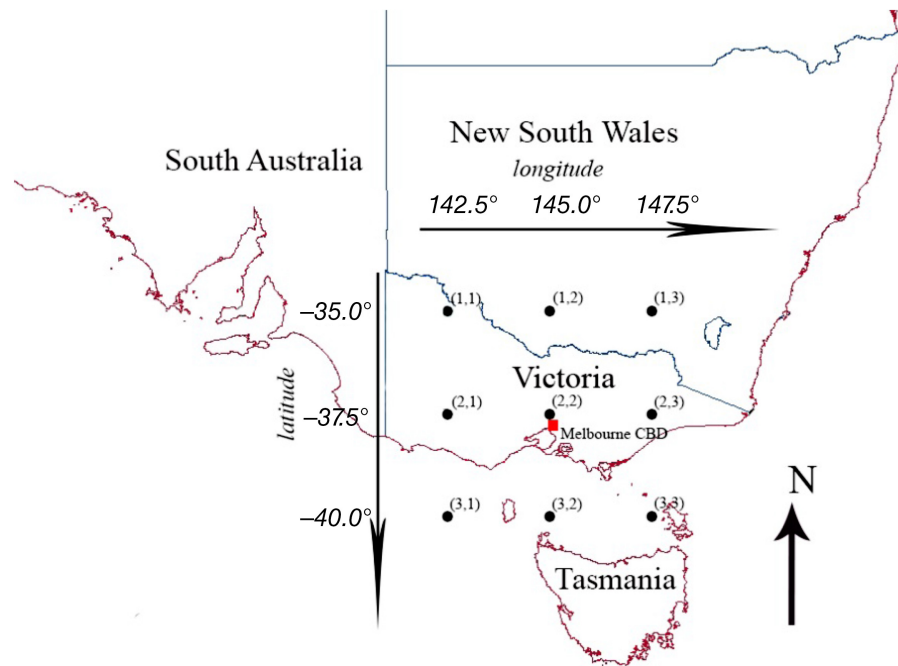 New South Wales
South Australia
longitude
142.5° 145.0° 147.5°
(1,1) (1,2) (1,3)
–35.0°
Victoria
latitude
(2,1) (2,2) (2,3)
–37.5°
Melbourne CBD
N
(3,1) (3,2) (3,3)
–40.0°
Tasmania